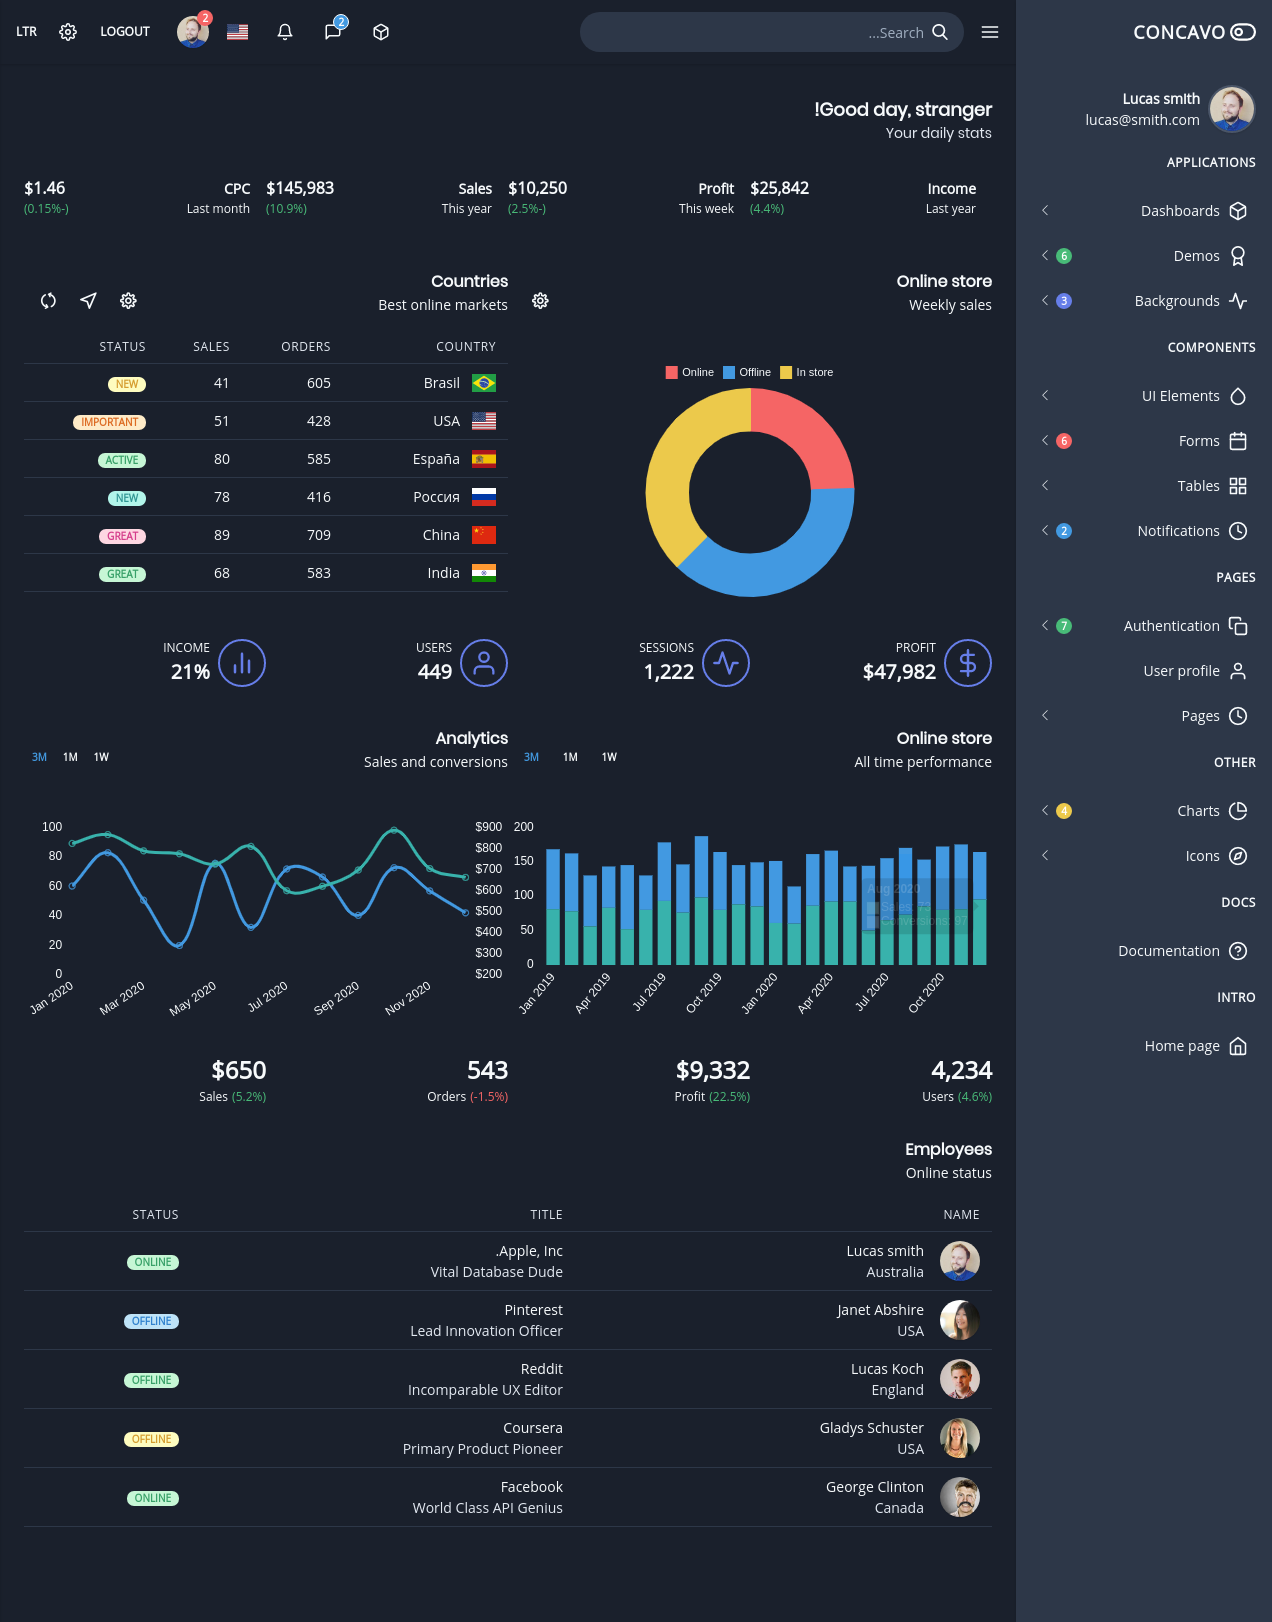 LTR
LOGOUT
2
2
...Search
CONCAVO
Lucas smith
lucas@smith.com
APPLICATIONS
Dashboards
Demos 6
Backgrounds 3
COMPONENTS
UI Elements
Forms 6
Tables
Notifications 2
PAGES
Authentication 7
User profile
Pages
OTHER
Charts 4
Icons
DOCS
Documentation
INTRO
Home page
!Good day, stranger
Your daily stats
Income $25,842
Last year (4.4%)
Profit $10,250
This week (2.5%-)
Sales $145,983
This year (10.9%)
CPC $1.46
Last month (0.15%-)
Online store
Weekly sales
Online Offline In store
Countries
Best online markets
COUNTRY ORDERS SALES STATUS
Brasil 605 41 NEW
USA 428 51 IMPORTANT
España 585 80 ACTIVE
Россия 416 78 NEW
China 709 89 GREAT
India 583 68 GREAT
PROFIT
$47,982
SESSIONS
1,222
USERS
449
INCOME
21%
Online store
All time performance
3M 1M 1W
200
150
100
50
0
Jan 2019 Apr 2019 Jul 2019 Oct 2019 Jan 2020 Apr 2020 Jul 2020 Oct 2020
Aug 2020
Conversions: 97
Analytics
Sales and conversions
3M 1M 1W
100
80
60
40
20
0
$900
$800
$700
$600
$500
$400
$300
$200
Jan 2020 Mar 2020 May 2020 Jul 2020 Sep 2020 Nov 2020
4,234
Users (4.6%)
$9,332
Profit (22.5%)
543
Orders (-1.5%)
$650
Sales (5.2%)
Employees
Online status
NAME TITLE STATUS
Lucas smith
Australia
.Apple, Inc
Vital Database Dude
ONLINE
Janet Abshire
USA
Pinterest
Lead Innovation Officer
OFFLINE
Lucas Koch
England
Reddit
Incomparable UX Editor
OFFLINE
Gladys Schuster
USA
Coursera
Primary Product Pioneer
OFFLINE
George Clinton
Canada
Facebook
World Class API Genius
ONLINE